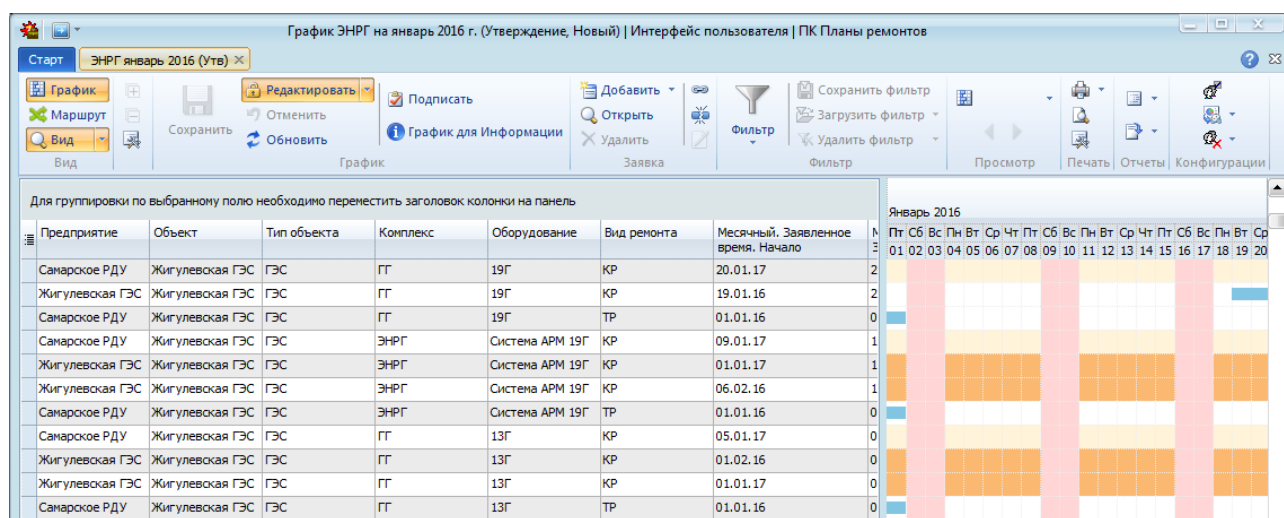 График ЭНРГ на январь 2016 г. (Утверждение, Новый) | Интерфейс пользователя | ПК Планы ремонтов
Старт ЭНРГ январь 2016 (Утв)
График Редактировать Подписать Добавить Сохранить фильтр
Маршрут Сохранить Отменить Открыть Фильтр Загрузить фильтр
Вид Обновить График для Информации Удалить Удалить фильтр
Вид График Заявка Фильтр Просмотр Печать Отчеты Конфигурации
Для группировки по выбранному полю необходимо переместить заголовок колонки на панель
Январь 2016
Предприятие Объект Тип объекта Комплекс Оборудование Вид ремонта Месячный. Заявленное время. Начало
Пт Сб Вс Пн Вт Ср Чт Пт Сб Вс Пн Вт Ср Чт Пт Сб Вс Пн Вт Ср
01 02 03 04 05 06 07 08 09 10 11 12 13 14 15 16 17 18 19 20
Самарское РДУ Жигулевская ГЭС ГЭС ГГ 19Г КР 20.01.17 2
Жигулевская ГЭС Жигулевская ГЭС ГЭС ГГ 19Г КР 19.01.16 2
Самарское РДУ Жигулевская ГЭС ГЭС ГГ 19Г ТР 01.01.16 0
Самарское РДУ Жигулевская ГЭС ГЭС ЭНРГ Система АРМ 19Г КР 09.01.17 1
Жигулевская ГЭС Жигулевская ГЭС ГЭС ЭНРГ Система АРМ 19Г КР 01.01.17 1
Жигулевская ГЭС Жигулевская ГЭС ГЭС ЭНРГ Система АРМ 19Г КР 06.02.16 1
Самарское РДУ Жигулевская ГЭС ГЭС ЭНРГ Система АРМ 19Г ТР 01.01.16 0
Самарское РДУ Жигулевская ГЭС ГЭС ГГ 13Г КР 05.01.17 0
Жигулевская ГЭС Жигулевская ГЭС ГЭС ГГ 13Г КР 01.02.16 0
Жигулевская ГЭС Жигулевская ГЭС ГЭС ГГ 13Г КР 01.01.17 0
Самарское РДУ Жигулевская ГЭС ГЭС ГГ 13Г ТР 01.01.16 0